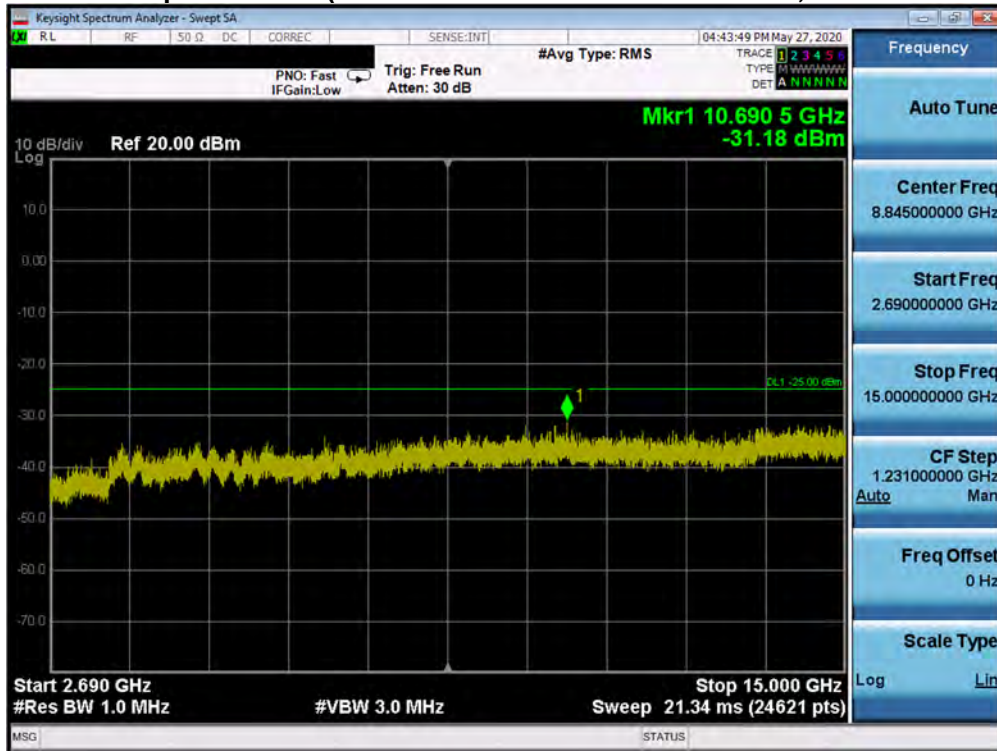 Keysight Spectrum Analyzer - Swept SA
RL RF 50 Ω DC CORREC SENSE:INT 04:43:49 PM May 27, 2020
#Avg Type: RMS TRACE 1 2 3 4 5 6
PNO: Fast Trig: Free Run TYPE M WWWWW
IFGain:Low Atten: 30 dB DET A N N N N N
Mkr1 10.690 5 GHz
10 dB/div Ref 20.00 dBm -31.18 dBm
Log
10.0
0.00
-10.0
-20.0
DL1 -25.00 dBm
1
-30.0
-40.0
-50.0
-60.0
-70.0
Start 2.690 GHz Stop 15.000 GHz
#Res BW 1.0 MHz #VBW 3.0 MHz Sweep 21.34 ms (24621 pts)
MSG STATUS
Frequency
Auto Tune
Center Freq
8.845000000 GHz
Start Freq
2.690000000 GHz
Stop Freq
15.000000000 GHz
CF Step
1.231000000 GHz
Auto Man
Freq Offset
0 Hz
Scale Type
Log Lin